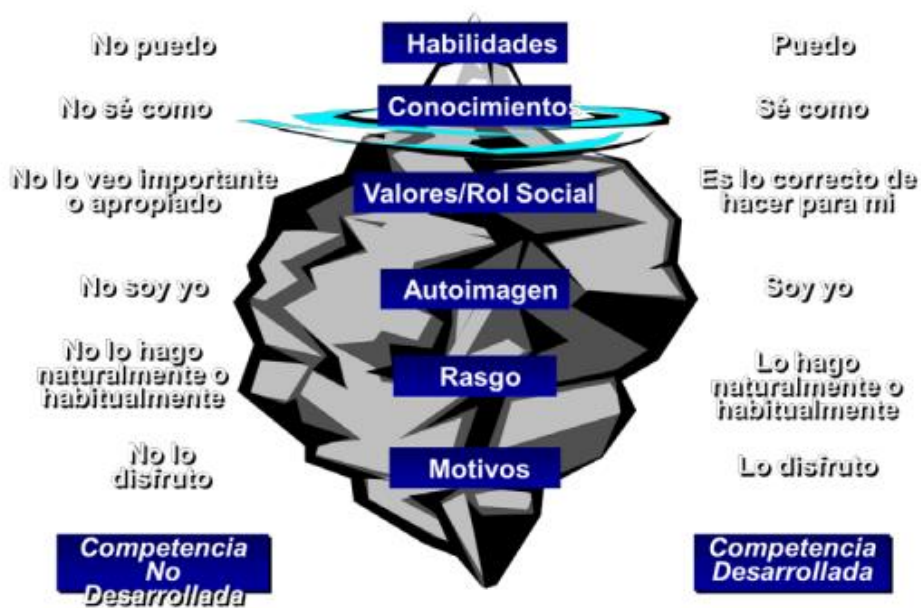 No puedo
Habilidades
Puedo
No sé como
Conocimientos
Sé como
No lo veo importante
o apropiado
Valores/Rol Social
Es lo correcto de
hacer para mi
No soy yo
Autoimagen
Soy yo
No lo hago
naturalmente o
habitualmente
Rasgo
Lo hago
naturalmente o
habitualmente
No lo
disfruto
Motivos
Lo disfruto
Competencia
No
Desarrollada
Competencia
Desarrollada